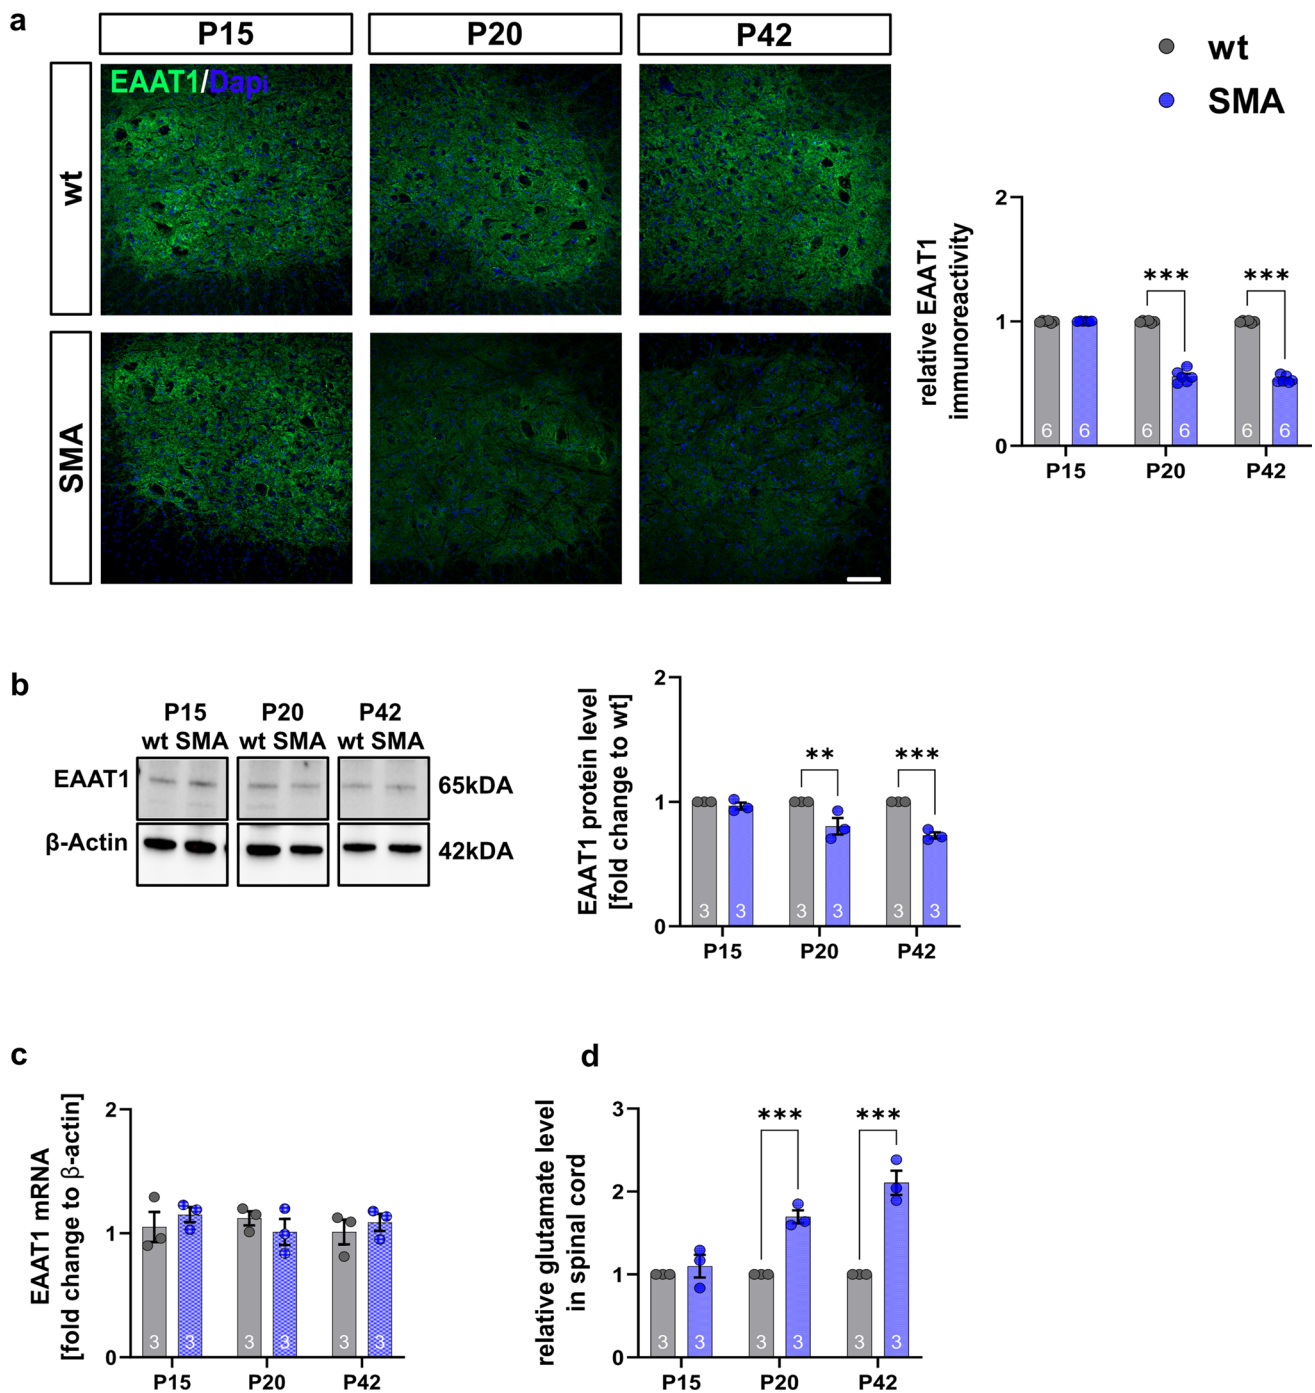 a
P15
P20
P42
wt
SMA
EAAT1/Dapi
wt
SMA
relative EAAT1
immunoreactivity
2
1
0
***
***
6
6
6
6
6
6
P15
P20
P42
b
P15
P20
P42
wt SMA
wt SMA
wt SMA
EAAT1
65kDA
β-Actin
42kDA
EAAT1 protein level
[fold change to wt]
2
1
0
**
***
3
3
3
3
3
3
P15
P20
P42
c
EAAT1 mRNA
[fold change to β-actin]
2
1
0
3
3
3
3
3
3
P15
P20
P42
d
relative glutamate level
in spinal cord
3
2
1
0
***
***
3
3
3
3
3
3
P15
P20
P42